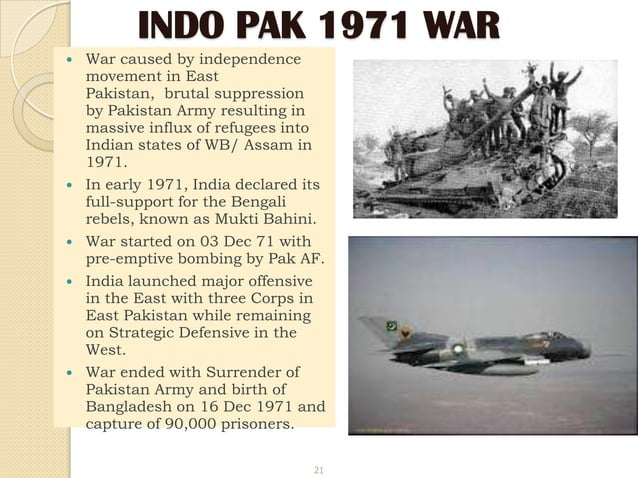 INDO PAK 1971 WAR
• War caused by independence
movement in East
Pakistan, brutal suppression
by Pakistan Army resulting in
massive influx of refugees into
Indian states of WB/ Assam in
1971.
• In early 1971, India declared its
full-support for the Bengali
rebels, known as Mukti Bahini.
• War started on 03 Dec 71 with
pre-emptive bombing by Pak AF.
• India launched major offensive
in the East with three Corps in
East Pakistan while remaining
on Strategic Defensive in the
West.
• War ended with Surrender of
Pakistan Army and birth of
Bangladesh on 16 Dec 1971 and
capture of 90,000 prisoners.
21